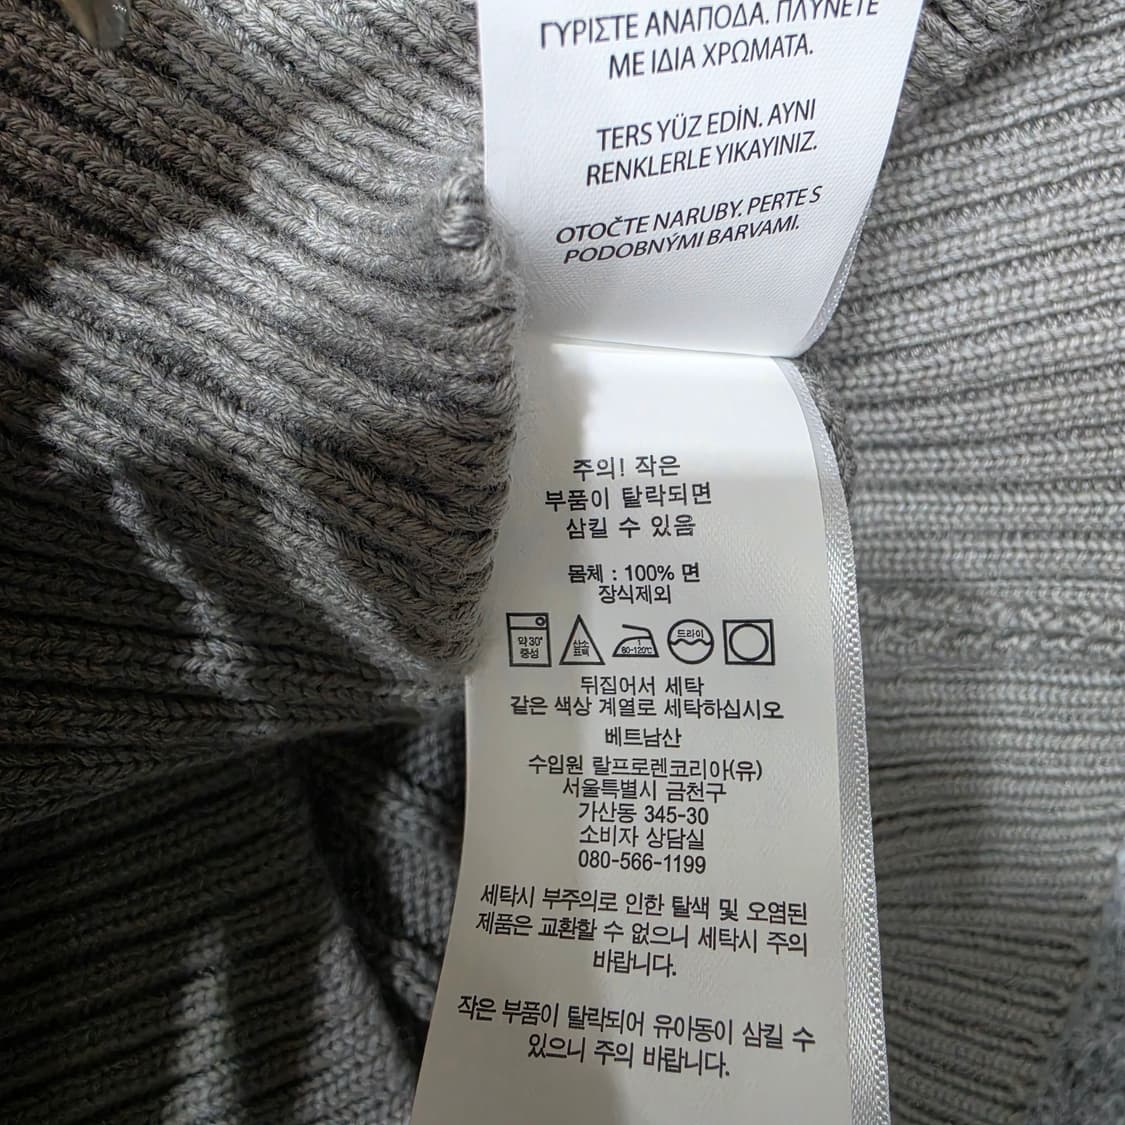 ΓΥΡΙΣΤΕ ΑΝΑΠΟΔΑ. ΠΛΥΝΕΤΕ
ΜΕ ΙΔΙΑ ΧΡΩΜΑΤΑ.
TERS YÜZ EDİN. AYNI
RENKLERLE YIKAYINIZ.
OTOČTE NARUBY. PERTE S
PODOBNÝMI BARVAMI.
주의! 작은
부품이 탈락되면
삼킬 수 있음
몸체 : 100% 면
장식제외
약30°
중성
산소
표백
1
80-120℃
드라이
뒤집어서 세탁
같은 색상 계열로 세탁하십시오
베트남산
수입원 랄프로렌코리아(유)
서울특별시 금천구
가산동 345-30
소비자 상담실
080-566-1199
세탁시 부주의로 인한 탈색 및 오염된
제품은 교환할 수 없으니 세탁시 주의
바랍니다.
작은 부품이 탈락되어 유아동이 삼킬 수
있으니 주의 바랍니다.